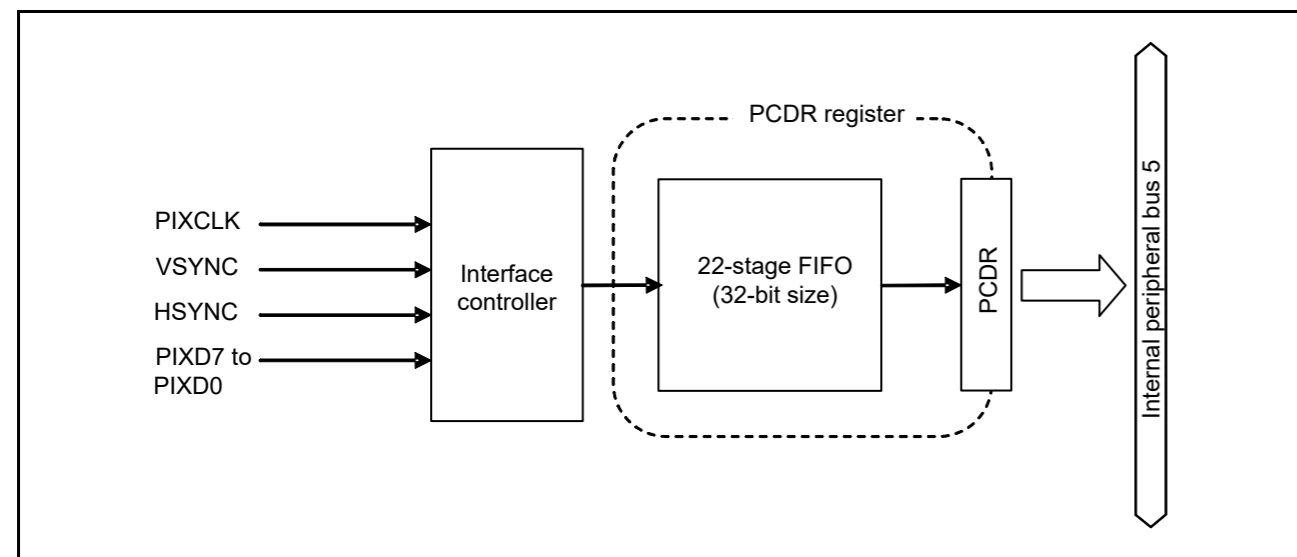 PCDR register
PIXCLK
VSYNC
HSYNC
PIXD7 to
PIXD0
Interface
controller
22-stage FIFO
(32-bit size)
PCDR
Internal peripheral bus 5